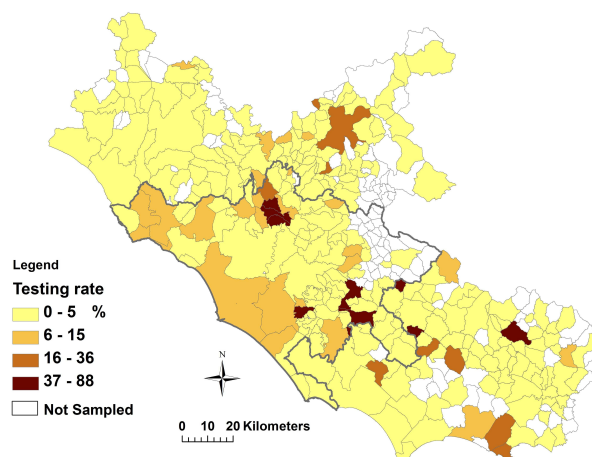 Legend
Testing rate
0 - 5 %
6 - 15
16 - 36
37 - 88
Not Sampled
N
0 10 20 Kilometers